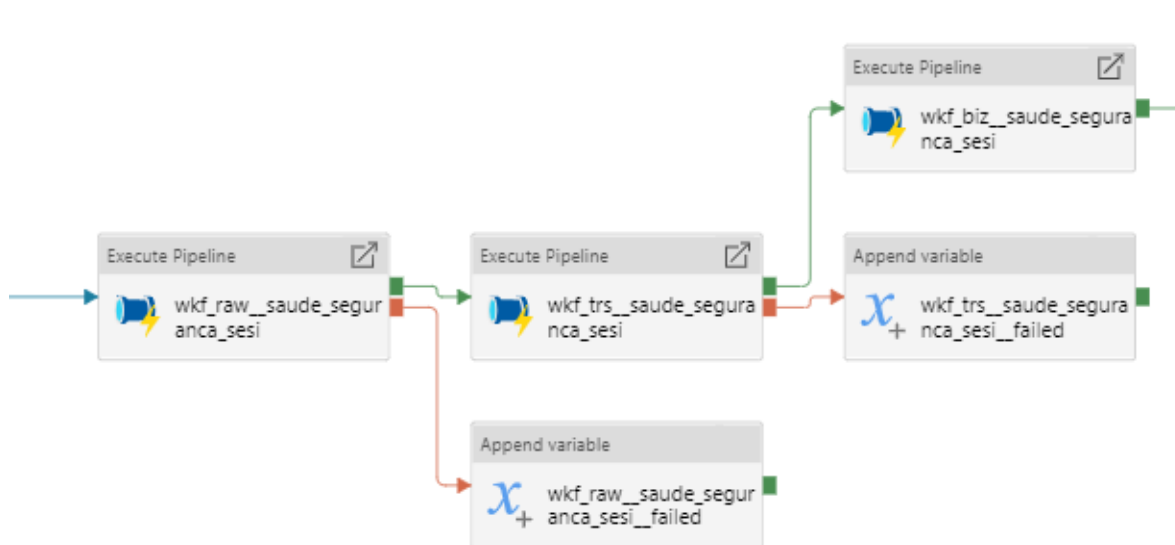 Execute Pipeline
wkf_biz__saude_segura
nca_sesi
Execute Pipeline
wkf_raw__saude_segur
anca_sesi
Execute Pipeline
wkf_trs__saude_segura
nca_sesi
Append variable
wkf_trs__saude_segura
nca_sesi__failed
Append variable
wkf_raw__saude_segur
anca_sesi__failed